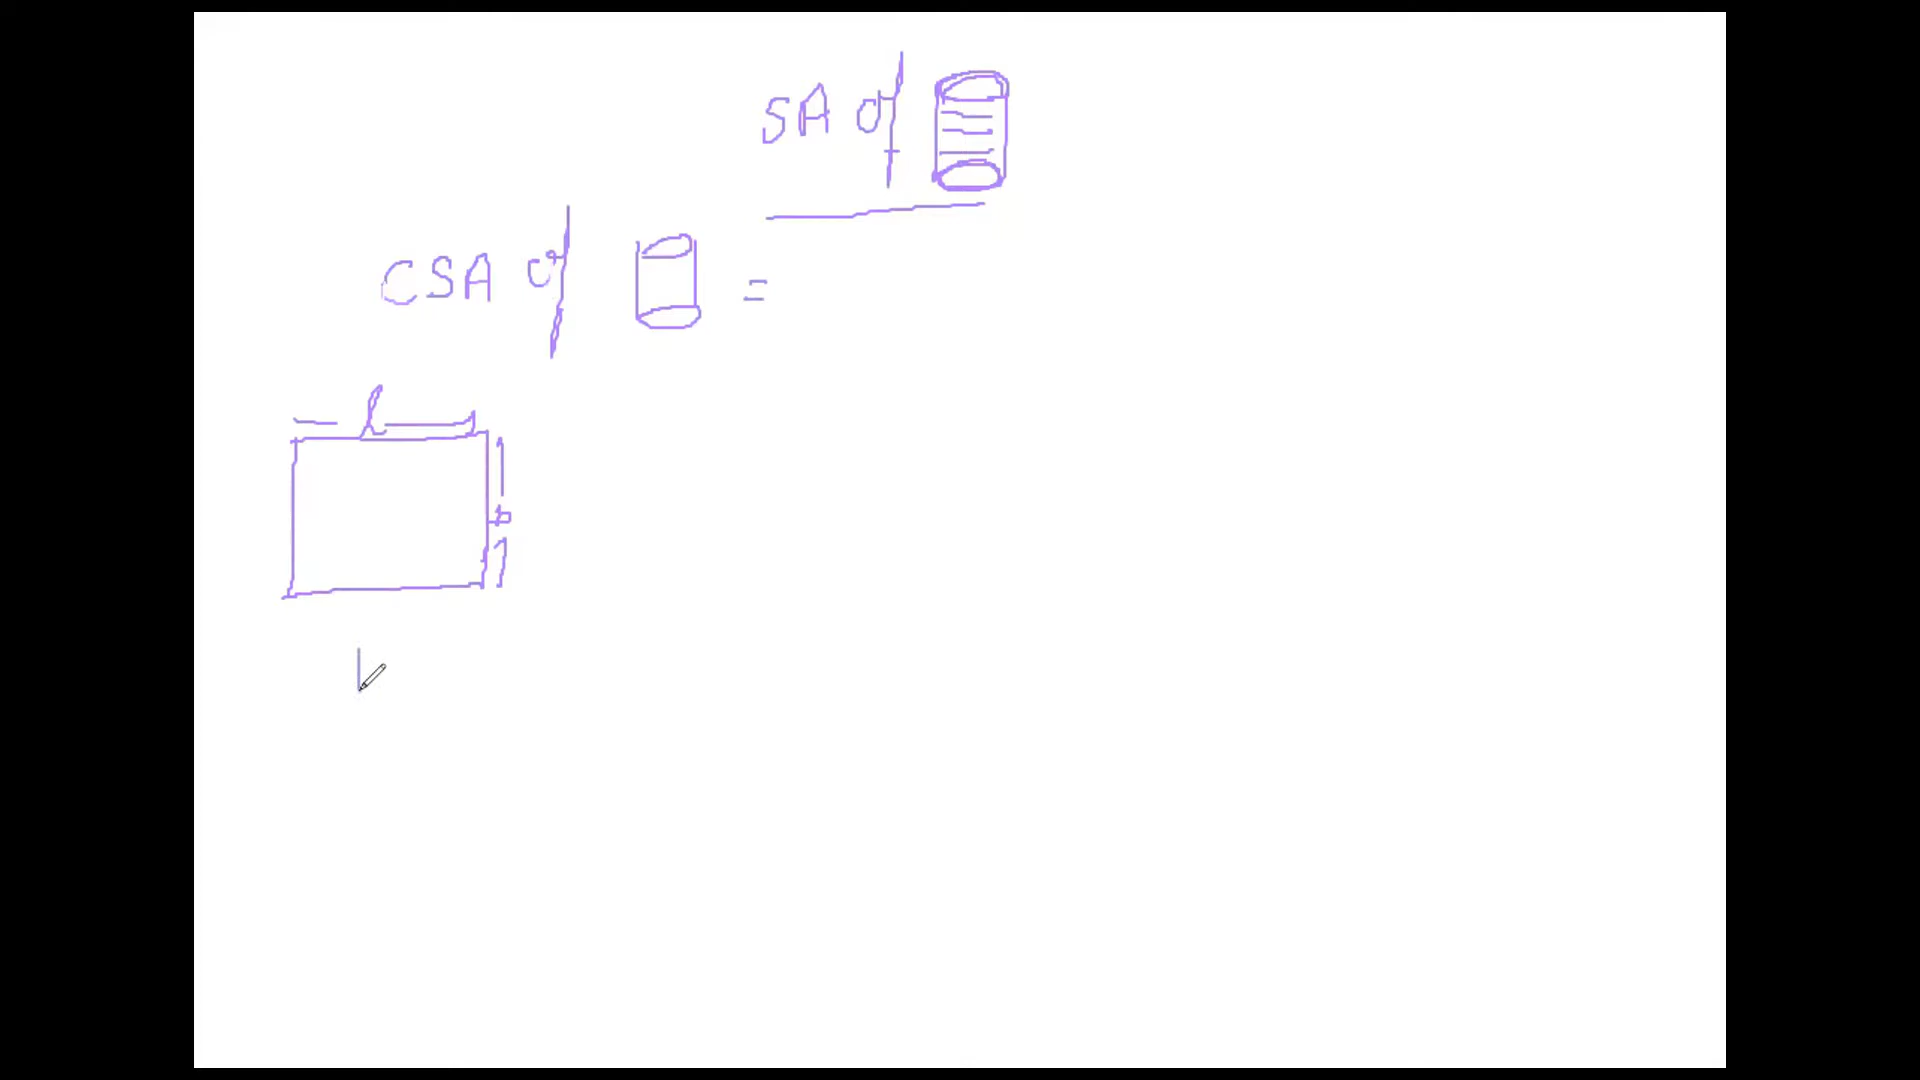 SA of
CSA of =
l
b